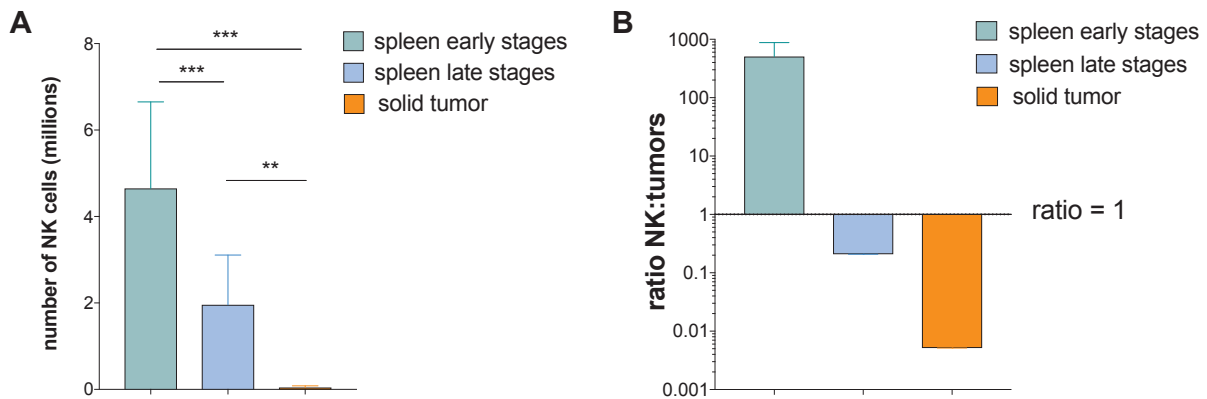 A
number of NK cells (millions)
8
6
4
2
0
***
***
**
spleen early stages
spleen late stages
solid tumor
B
ratio NK:tumors
1000
100
10
1
0.1
0.01
0.001
spleen early stages
spleen late stages
solid tumor
ratio = 1